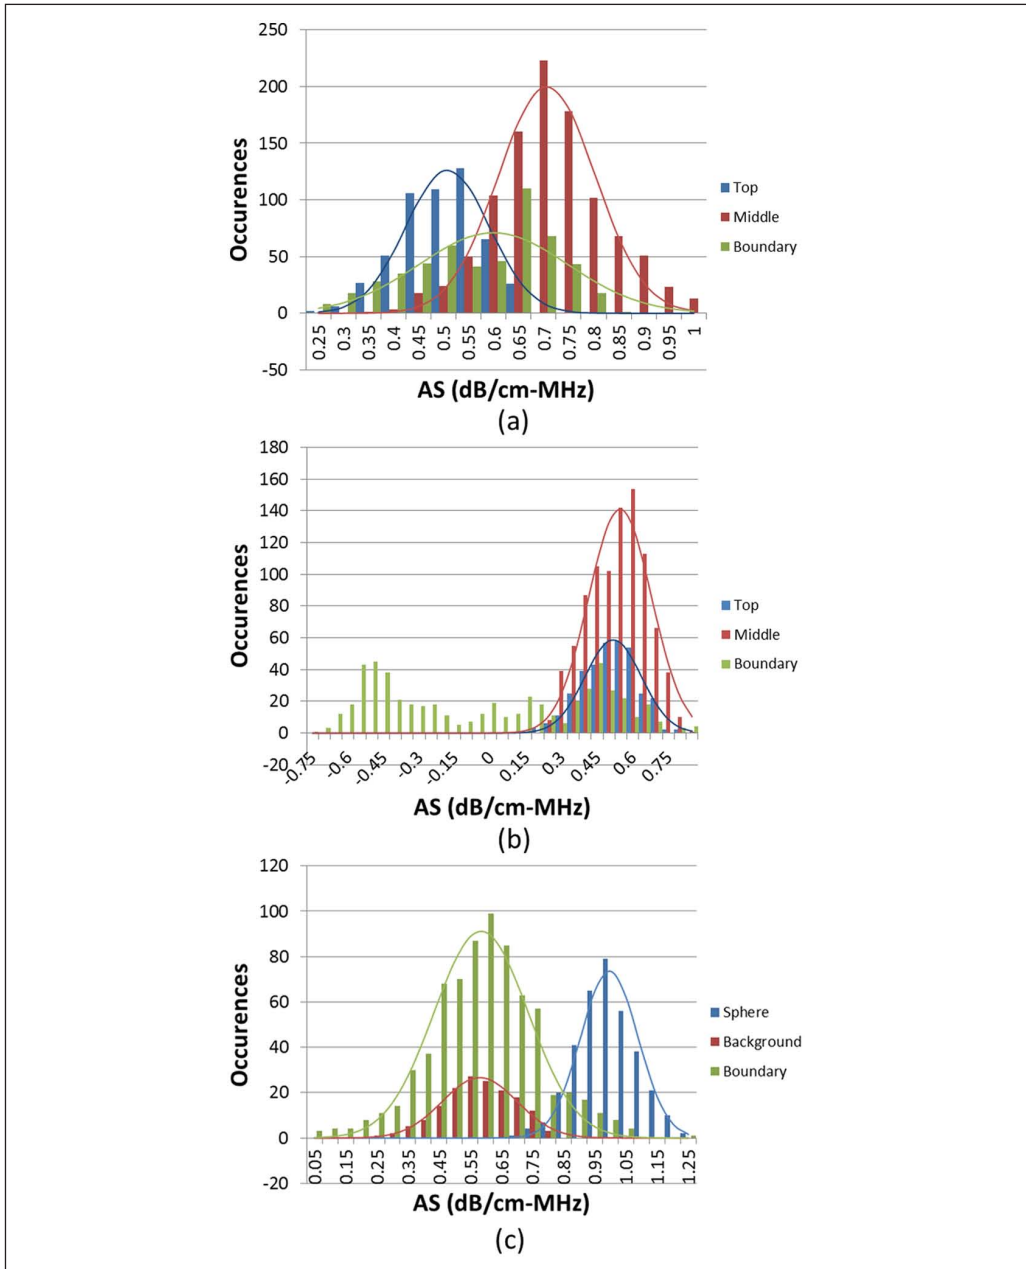 250
200
150
100
50
0
-50
Occurences
0.25 0.3 0.35 0.4 0.45 0.5 0.55 0.6 0.65 0.7 0.75 0.8 0.85 0.9 0.95 1
AS (dB/cm-MHz)
Top
Middle
Boundary
(a)
180
160
140
120
100
80
60
40
20
0
-20
Occurences
-0.75 -0.6 -0.45 -0.3 -0.15 0 0.15 0.3 0.45 0.6 0.75
AS (dB/cm-MHz)
Top
Middle
Boundary
(b)
120
100
80
60
40
20
0
-20
Occurences
0.05 0.15 0.25 0.35 0.45 0.55 0.65 0.75 0.85 0.95 1.05 1.15 1.25
AS (dB/cm-MHz)
Sphere
Background
Boundary
(c)